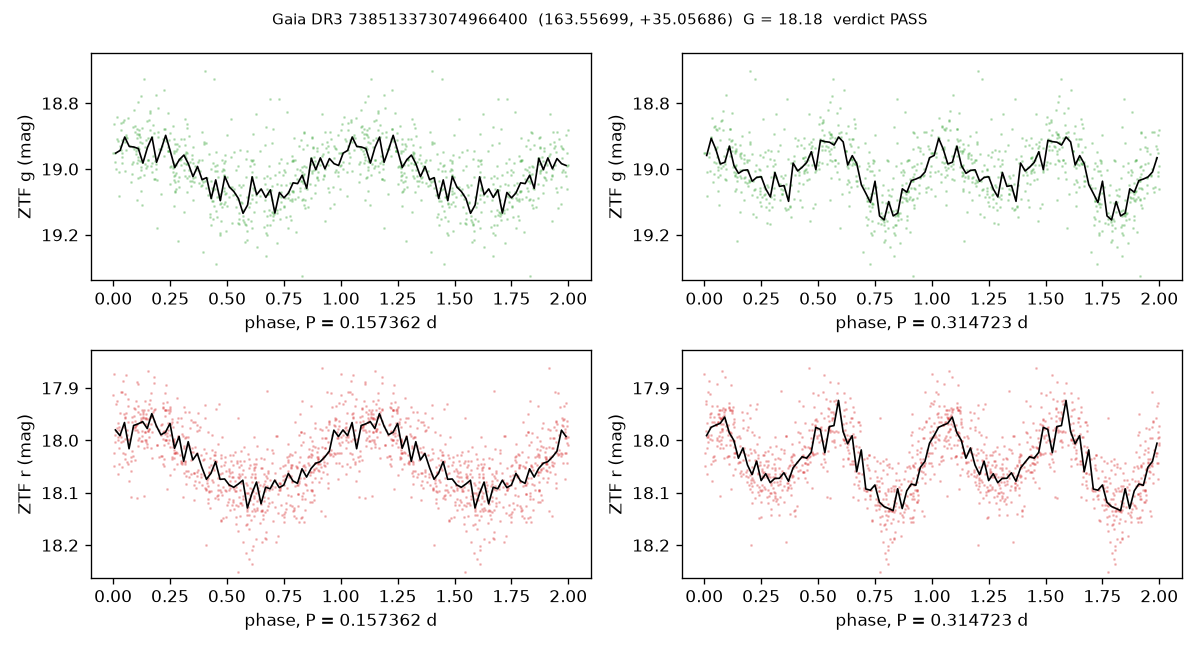 Gaia DR3 738513373074966400 (163.55699, +35.05686) G = 18.18 verdict PASS
ZTF g (mag)
18.8
19.0
19.2
0.00 0.25 0.50 0.75 1.00 1.25 1.50 1.75 2.00
phase, P = 0.157362 d
ZTF g (mag)
18.8
19.0
19.2
0.00 0.25 0.50 0.75 1.00 1.25 1.50 1.75 2.00
phase, P = 0.314723 d
ZTF r (mag)
17.9
18.0
18.1
18.2
0.00 0.25 0.50 0.75 1.00 1.25 1.50 1.75 2.00
phase, P = 0.157362 d
ZTF r (mag)
17.9
18.0
18.1
18.2
0.00 0.25 0.50 0.75 1.00 1.25 1.50 1.75 2.00
phase, P = 0.314723 d